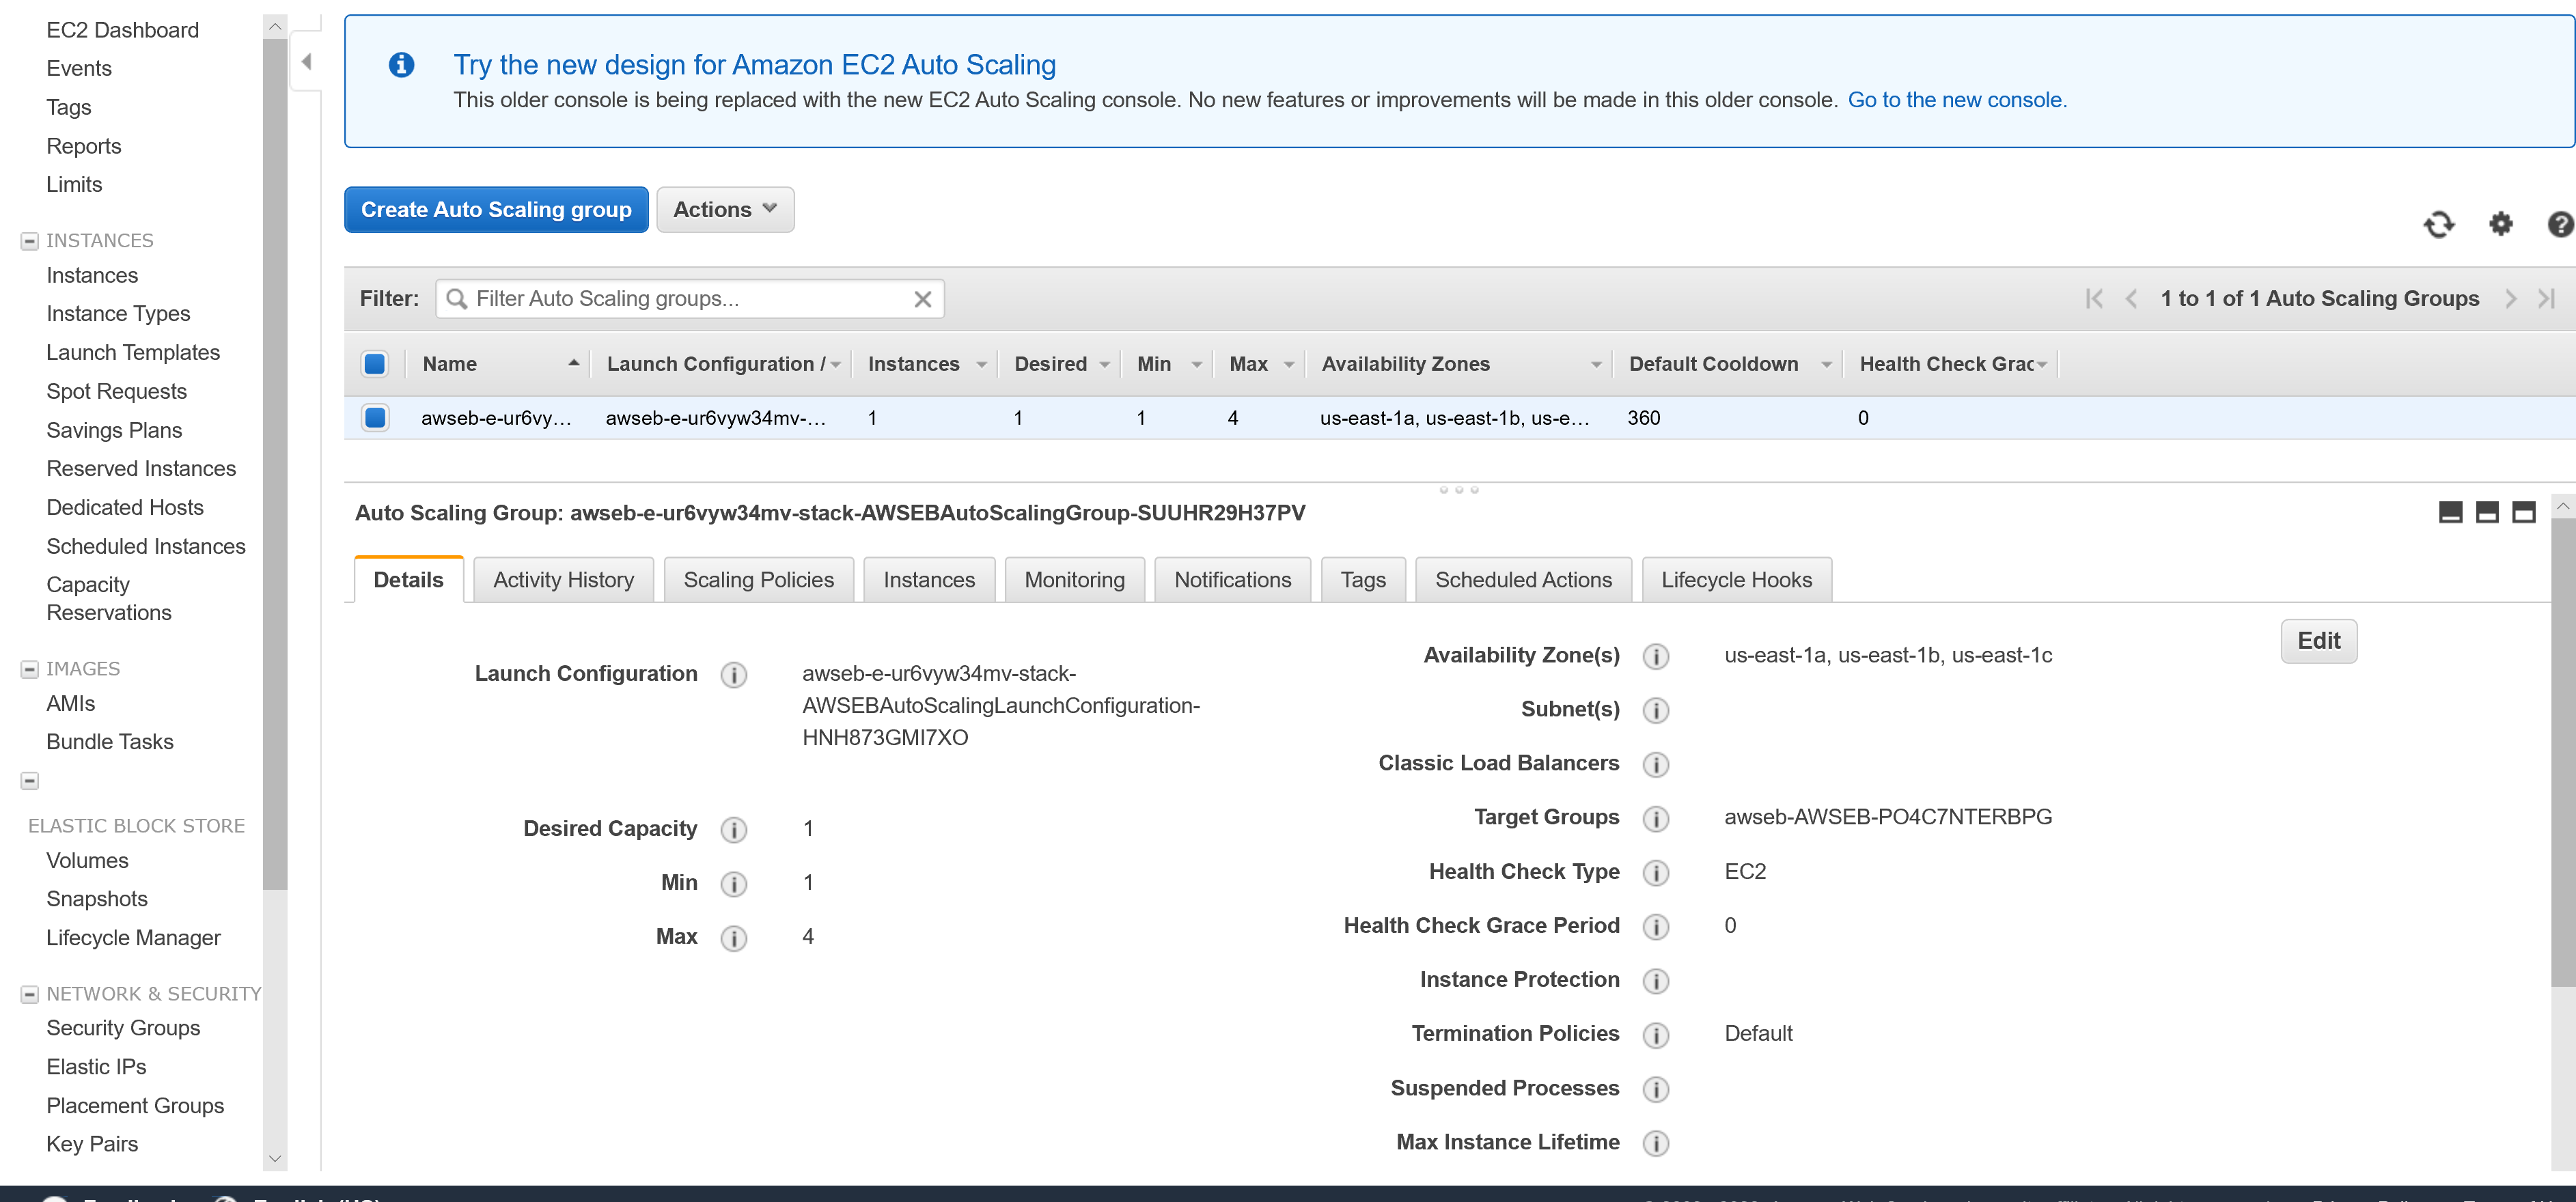 EC2 Dashboard
Events
Tags
Reports
Limits
INSTANCES
Instances
Instance Types
Launch Templates
Spot Requests
Savings Plans
Reserved Instances
Dedicated Hosts
Scheduled Instances
Capacity
Reservations
IMAGES
AMIs
Bundle Tasks
ELASTIC BLOCK STORE
Volumes
Snapshots
Lifecycle Manager
NETWORK & SECURITY
Security Groups
Elastic IPs
Placement Groups
Key Pairs
Try the new design for Amazon EC2 Auto Scaling
This older console is being replaced with the new EC2 Auto Scaling console. No new features or improvements will be made in this older console. Go to the new console.
Create Auto Scaling group Actions
Filter: Filter Auto Scaling groups... 1 to 1 of 1 Auto Scaling Groups
Name Launch Configuration / Instances Desired Min Max Availability Zones Default Cooldown Health Check Grac
awseb-e-ur6vy… awseb-e-ur6vyw34mv-… 1 1 1 4 us-east-1a, us-east-1b, us-e… 360 0
Auto Scaling Group: awseb-e-ur6vyw34mv-stack-AWSEBAutoScalingGroup-SUUHR29H37PV
Details Activity History Scaling Policies Instances Monitoring Notifications Tags Scheduled Actions Lifecycle Hooks
Edit
Launch Configuration awseb-e-ur6vyw34mv-stack-
AWSEBAutoScalingLaunchConfiguration-
HNH873GMI7XO
Desired Capacity 1
Min 1
Max 4
Availability Zone(s) us-east-1a, us-east-1b, us-east-1c
Subnet(s)
Classic Load Balancers
Target Groups awseb-AWSEB-PO4C7NTERBPG
Health Check Type EC2
Health Check Grace Period 0
Instance Protection
Termination Policies Default
Suspended Processes
Max Instance Lifetime